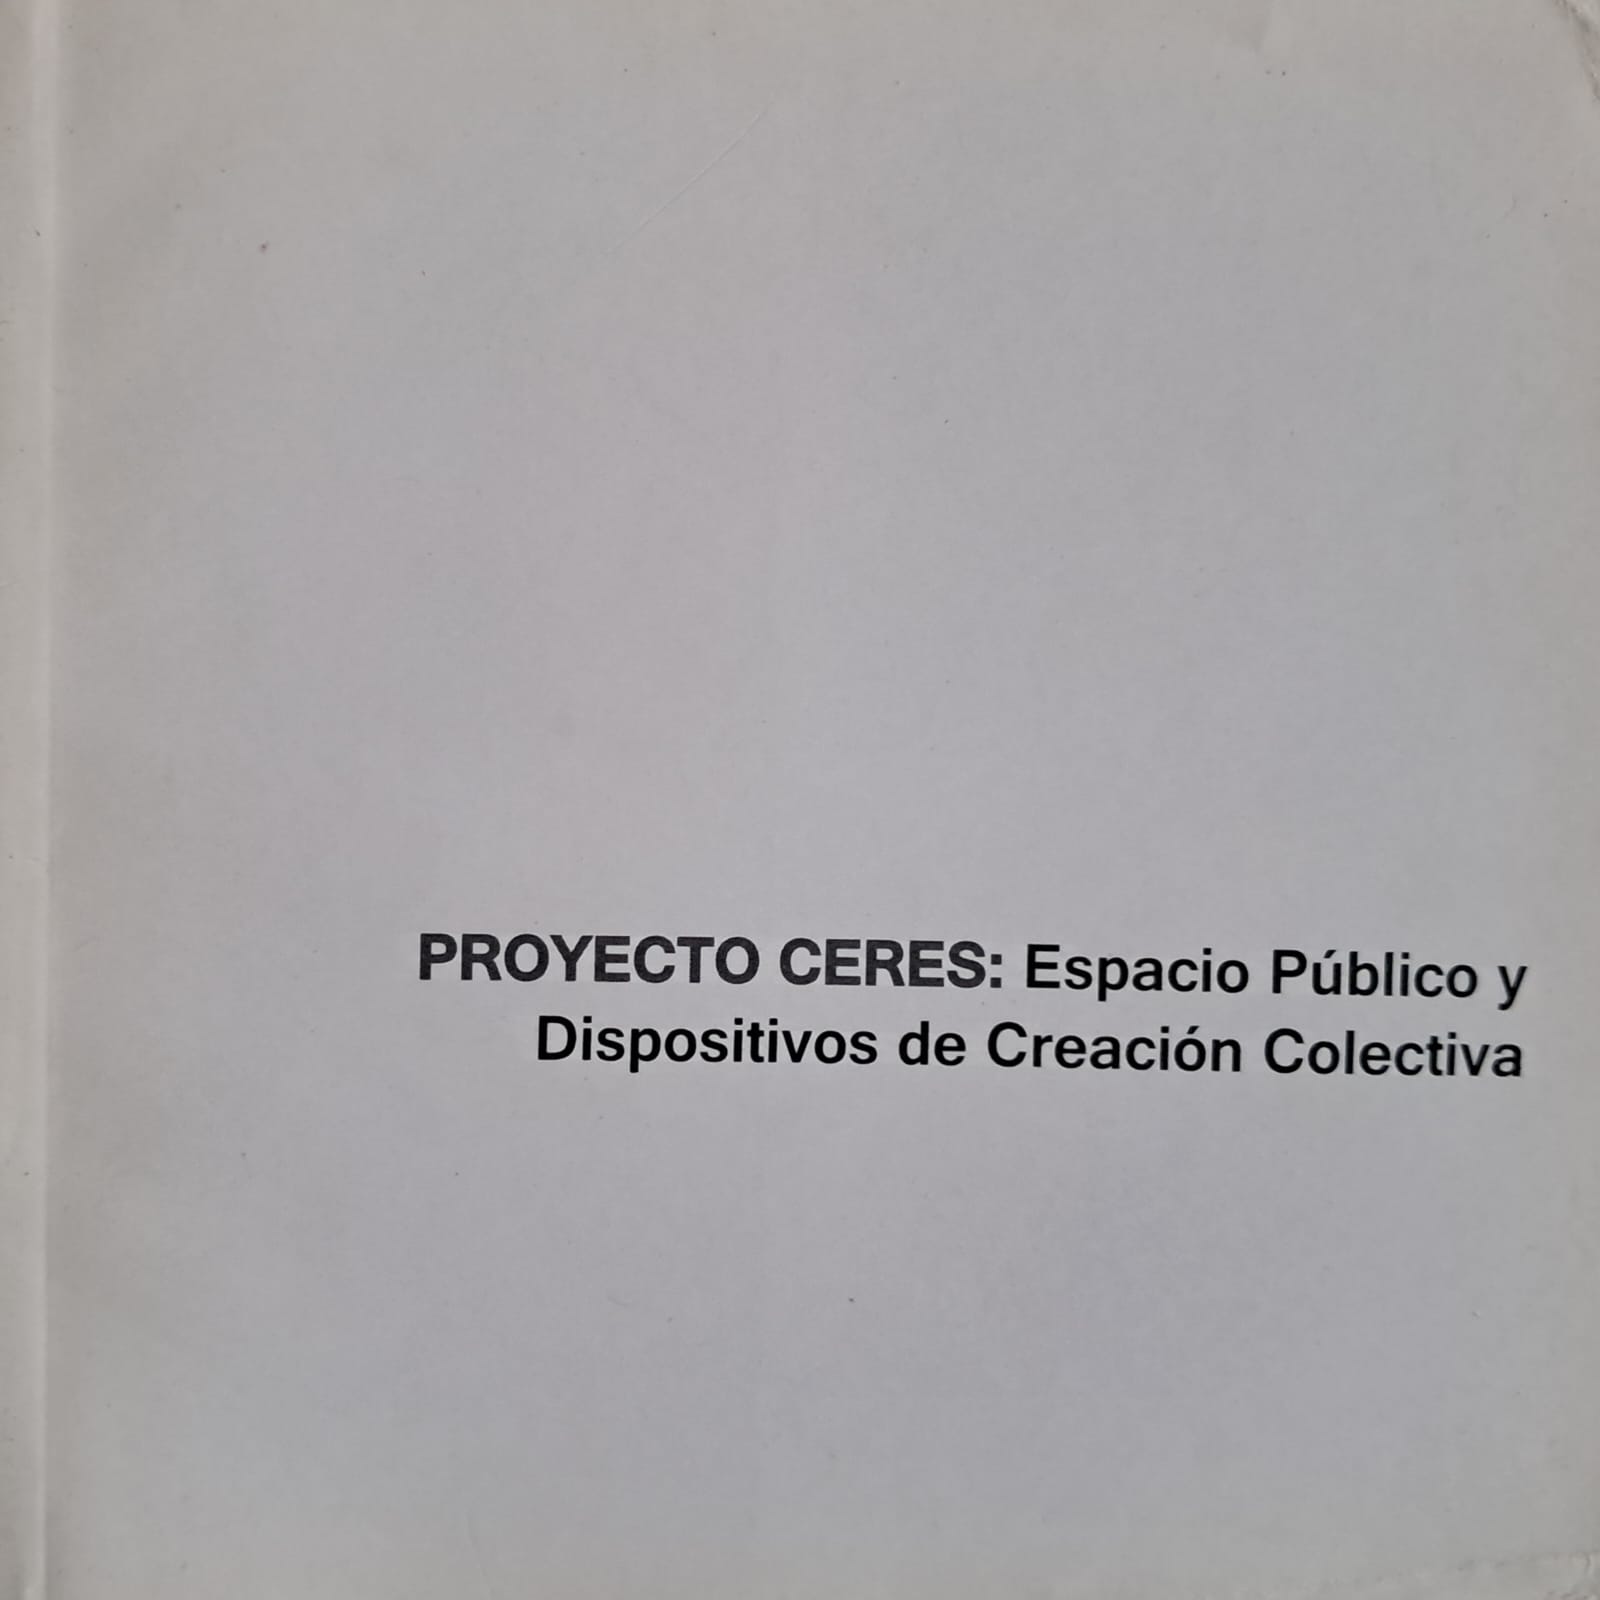 PROYECTO CERES: Espacio Público y
Dispositivos de Creación Colectiva